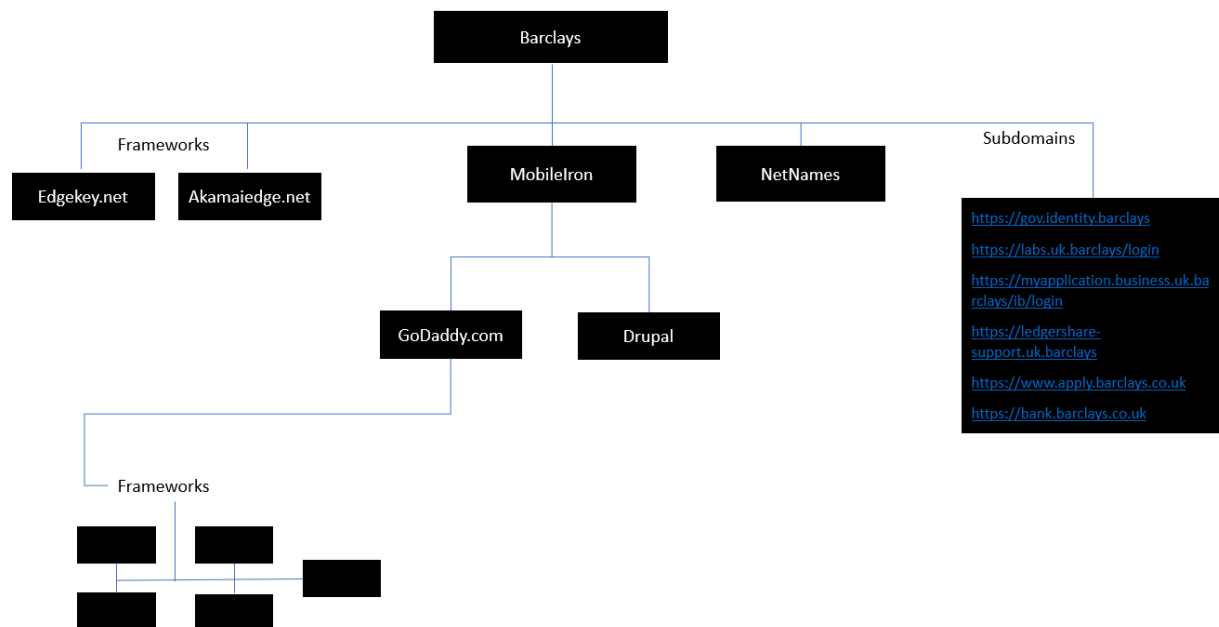 Barclays
Frameworks
Subdomains
Edgekey.net
Akamaiedge.net
MobileIron
NetNames
https://gov.identity.barclays
https://labs.uk.barclays/login
https://myapplication.business.uk.ba
rclays/ib/login
https://ledgershare-
support.uk.barclays
https://www.apply.barclays.co.uk
https://bank.barclays.co.uk
GoDaddy.com
Drupal
Frameworks